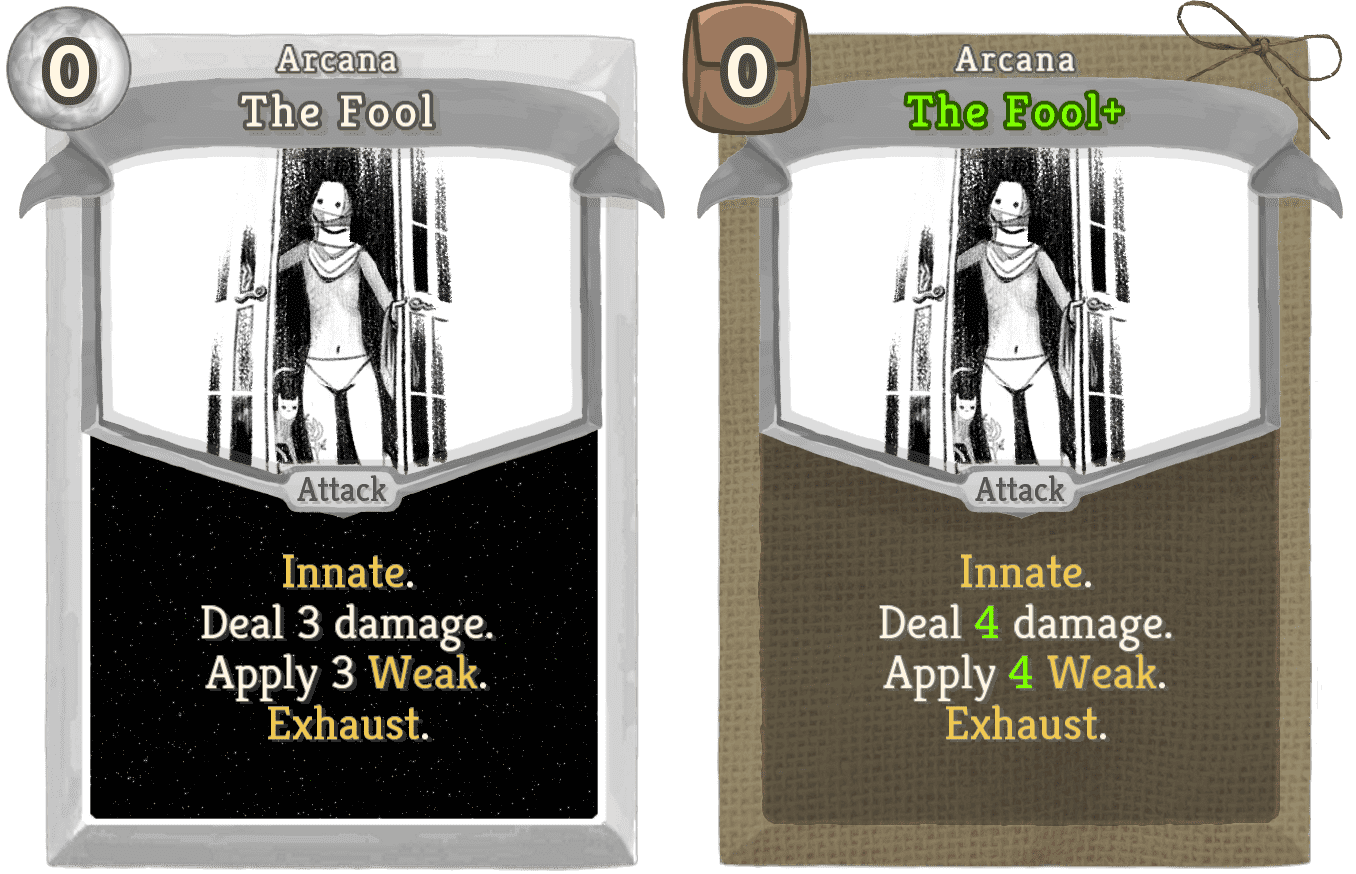 0
Arcana
The Fool
Attack
Innate.
Deal 3 damage.
Apply 3 Weak.
Exhaust.
0
Arcana
The Fool+
Attack
Innate.
Deal 4 damage.
Apply 4 Weak.
Exhaust.